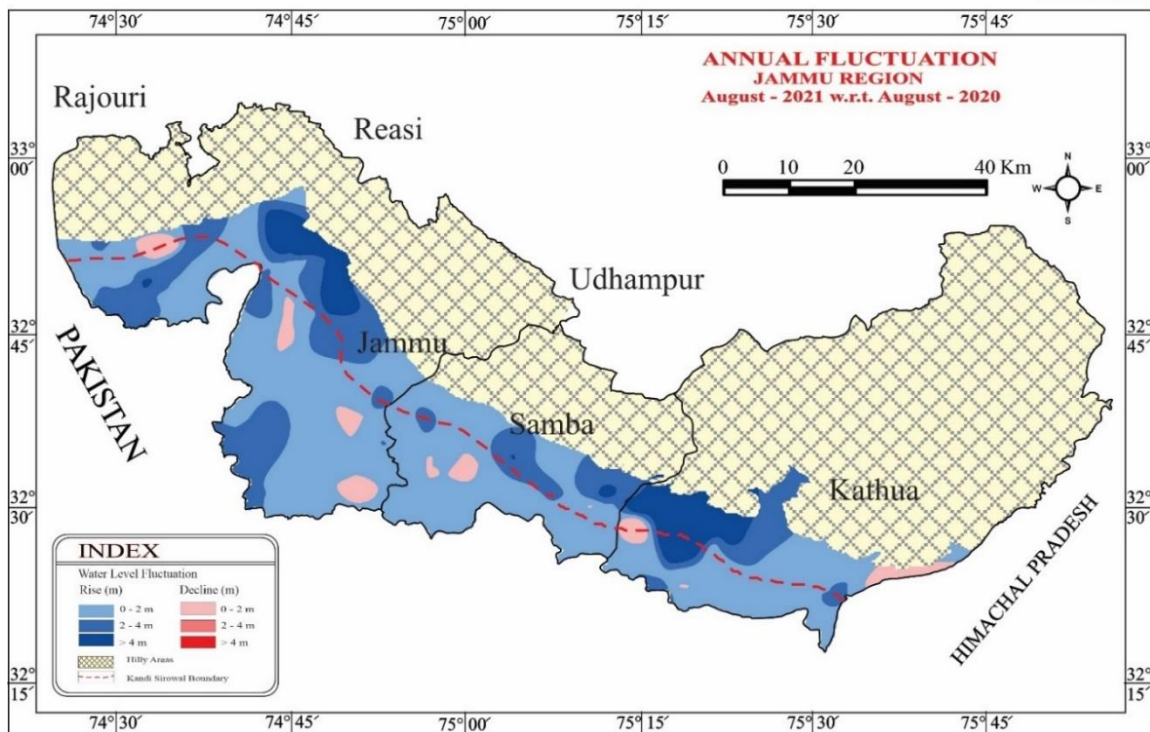 74°30′ 74°45′ 75°00′ 75°15′ 75°30′ 75°45′
ANNUAL FLUCTUATION
JAMMU REGION
August - 2021 w.r.t. August - 2020
Rajouri
Reasi
33° 00′
33° 00′
0 10 20 40 Km
N
W E
S
Udhampur
32° 45′
32° 45′
PAKISTAN
Jammu
Samba
Kathua
32° 30′
32° 30′
HIMACHAL PRADESH
INDEX
Water Level Fluctuation
Rise (m) Decline (m)
0 - 2 m 0 - 2 m
2 - 4 m 2 - 4 m
> 4 m > 4 m
Hilly Areas
Kandi Sirowal Boundary
32° 15′
32° 15′
74°30′ 74°45′ 75°00′ 75°15′ 75°30′ 75°45′